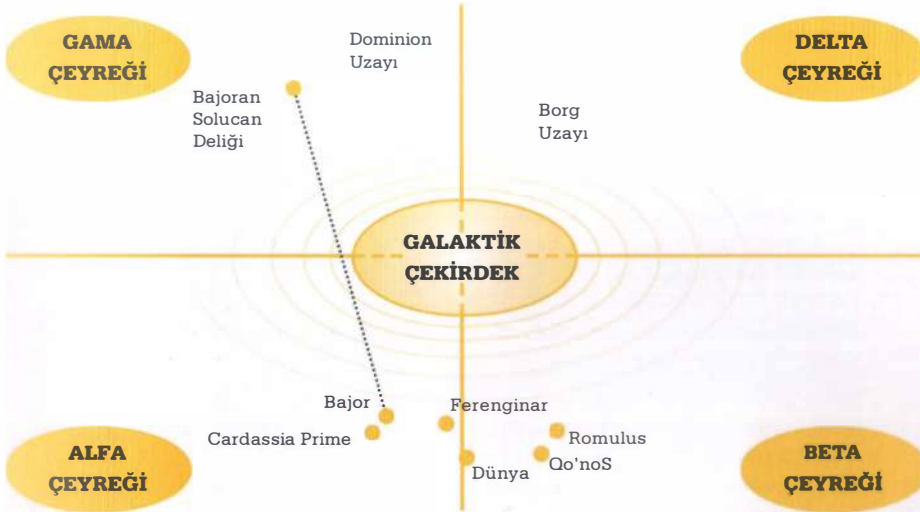 GAMA
ÇEYREĞİ
Dominion
Uzayı
DELTA
ÇEYREĞİ
Bajoran
Solucan
Deliği
Borg
Uzayı
GALAKTİK
ÇEKİRDEK
Bajor
Ferenginar
Cardassia Prime
Romulus
Qo'noS
Dünya
ALFA
ÇEYREĞİ
BETA
ÇEYREĞİ